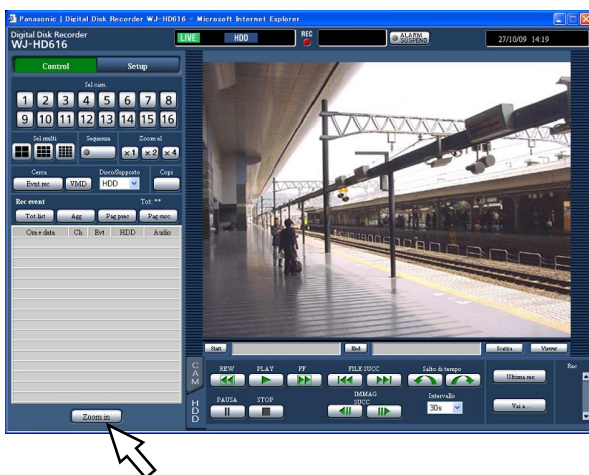 Panasonic | Digital Disk Recorder WJ-HD616 - Microsoft Internet Explorer
Digital Disk Recorder
WJ-HD616
LIVE HDD REC ALARM SUSPEND 27/10/09 14:19
Control Setup
Sel cam.
1 2 3 4 5 6 7 8
9 10 11 12 13 14 15 16
Sel multi Sequenza Zoom el
x1 x2 x4
Cerca Disco/Supporto Copi
Evnt rec VMD HDD
Rec event Tot: **
Tot list Agg Pag prec Pag succ
Ora e data Ch Evt HDD Audio
Start End Scarica Viewer
CAM
HDD
REW PLAY FF FILE SUCC Salto di tempo Rec
Ultima rec
PAUSA STOP IMMAG SUCC Intervallo
30s Vai a ...
Zoom in